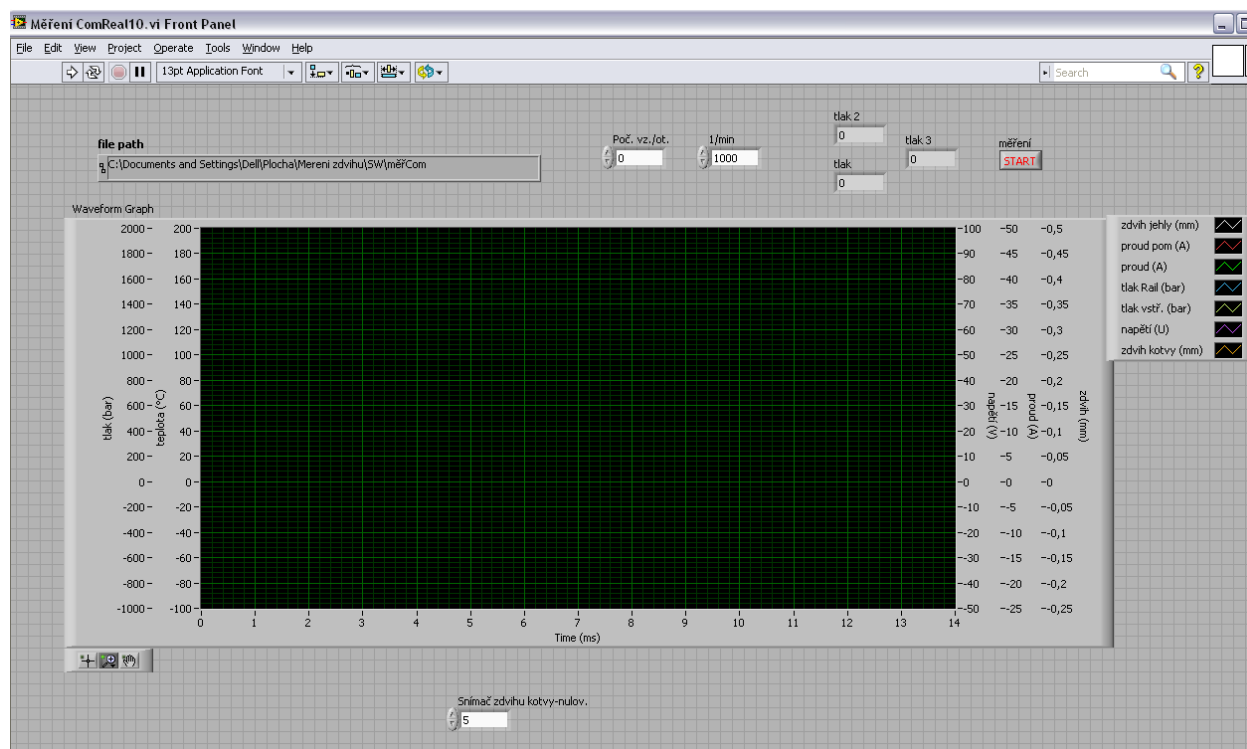 Měření ComReal10.vi Front Panel
File Edit View Project Operate Tools Window Help
13pt Application Font
Search
tlak 2
0
file path
C:\Documents and Settings\Dell\Plocha\Mereni zdvihu\SW\měřCom
Poč. vz./ot.
0
1/min
1000
tlak
0
tlak 3
0
měření
START
Waveform Graph
2000 200 100 50 0,5
1800 180 90 45 0,45
1600 160 80 40 0,4
1400 140 70 35 0,35
1200 120 60 30 0,3
1000 100 50 25 0,25
800 80 40 20 0,2
600 60 30 15 0,15
400 40 20 10 0,1
200 20 10 5 0,05
0 0 0 0 0
-200 -20 -10 -5 -0,05
-400 -40 -20 -10 -0,1
-600 -60 -30 -15 -0,15
-800 -80 -40 -20 -0,2
-1000 -100 -50 -25 -0,25
tlak (bar)
teplota (°C)
napětí (V)
proud (A)
zdvih (mm)
0 1 2 3 4 5 6 7 8 9 10 11 12 13 14
Time (ms)
zdvih jehly (mm)
proud pom (A)
proud (A)
tlak Rail (bar)
tlak vstř. (bar)
napětí (U)
zdvih kotvy (mm)
Snímač zdvihu kotvy-nulov.
5